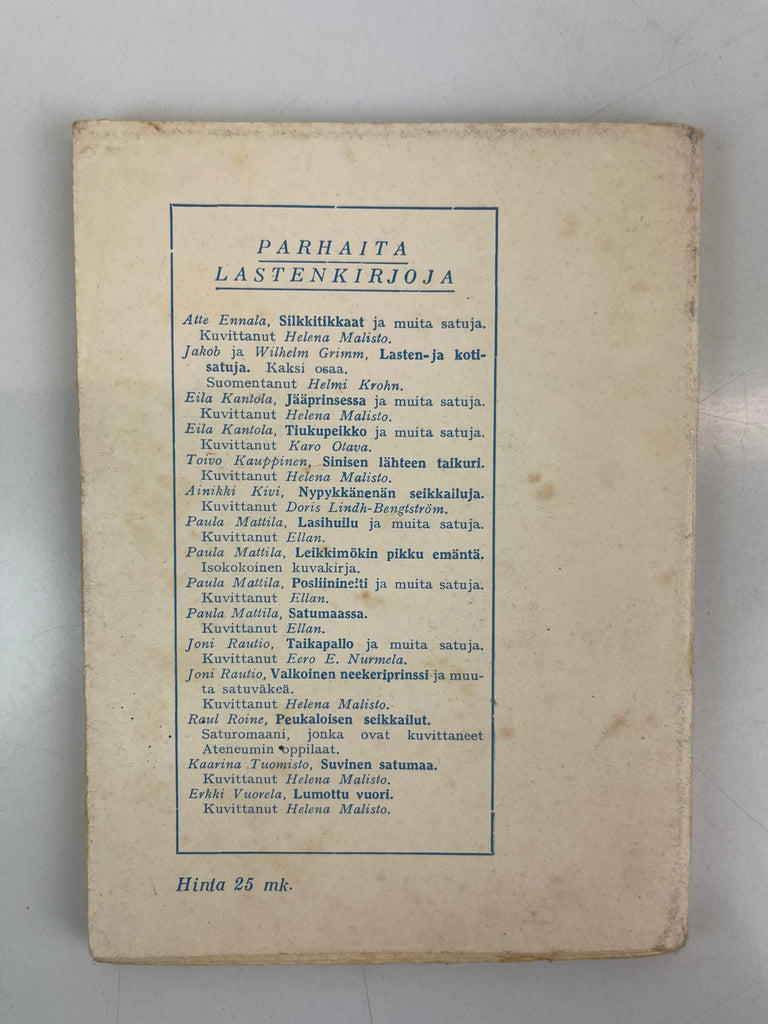 PARHAITA
LASTENKIRJOJA
Atte Ennala, Silkkitikkaat ja muita satuja.
Kuvittanut Helena Malisto.
Jakob ja Wilhelm Grimm, Lasten- ja koti-
satuja. Kaksi osaa.
Suomentanut Helmi Krohn.
Eila Kantola, Jääprinsessa ja muita satuja.
Kuvittanut Helena Malisto.
Eila Kantola, Tiukupeikko ja muita satuja.
Kuvittanut Karo Otava.
Toivo Kauppinen, Sinisen lähteen taikuri.
Kuvittanut Helena Malisto.
Ainikki Kivi, Nypykkänenän seikkailuja.
Kuvittanut Doris Lindh-Bengtström.
Paula Mattila, Lasihuilu ja muita satuja.
Kuvittanut Ellan.
Paula Mattila, Leikkimökin pikku emäntä.
Isokokoinen kuvakirja.
Paula Mattila, Posliinineiti ja muita satuja.
Kuvittanut Ellan.
Paula Mattila, Satumaassa.
Kuvittanut Ellan.
Joni Rautio, Taikapallo ja muita satuja.
Kuvittanut Eero E. Nurmela.
Joni Rautio, Valkoinen neekeriprinssi ja muu-
ta satuväkeä.
Kuvittanut Helena Malisto.
Raul Roine, Peukaloisen seikkailut.
Saturomaani, jonka ovat kuvittaneet
Ateneumin oppilaat.
Kaarina Tuomisto, Suvinen satumaa.
Kuvittanut Helena Malisto.
Erkki Vuorela, Lumottu vuori.
Kuvittanut Helena Malisto.
Hinta 25 mk.